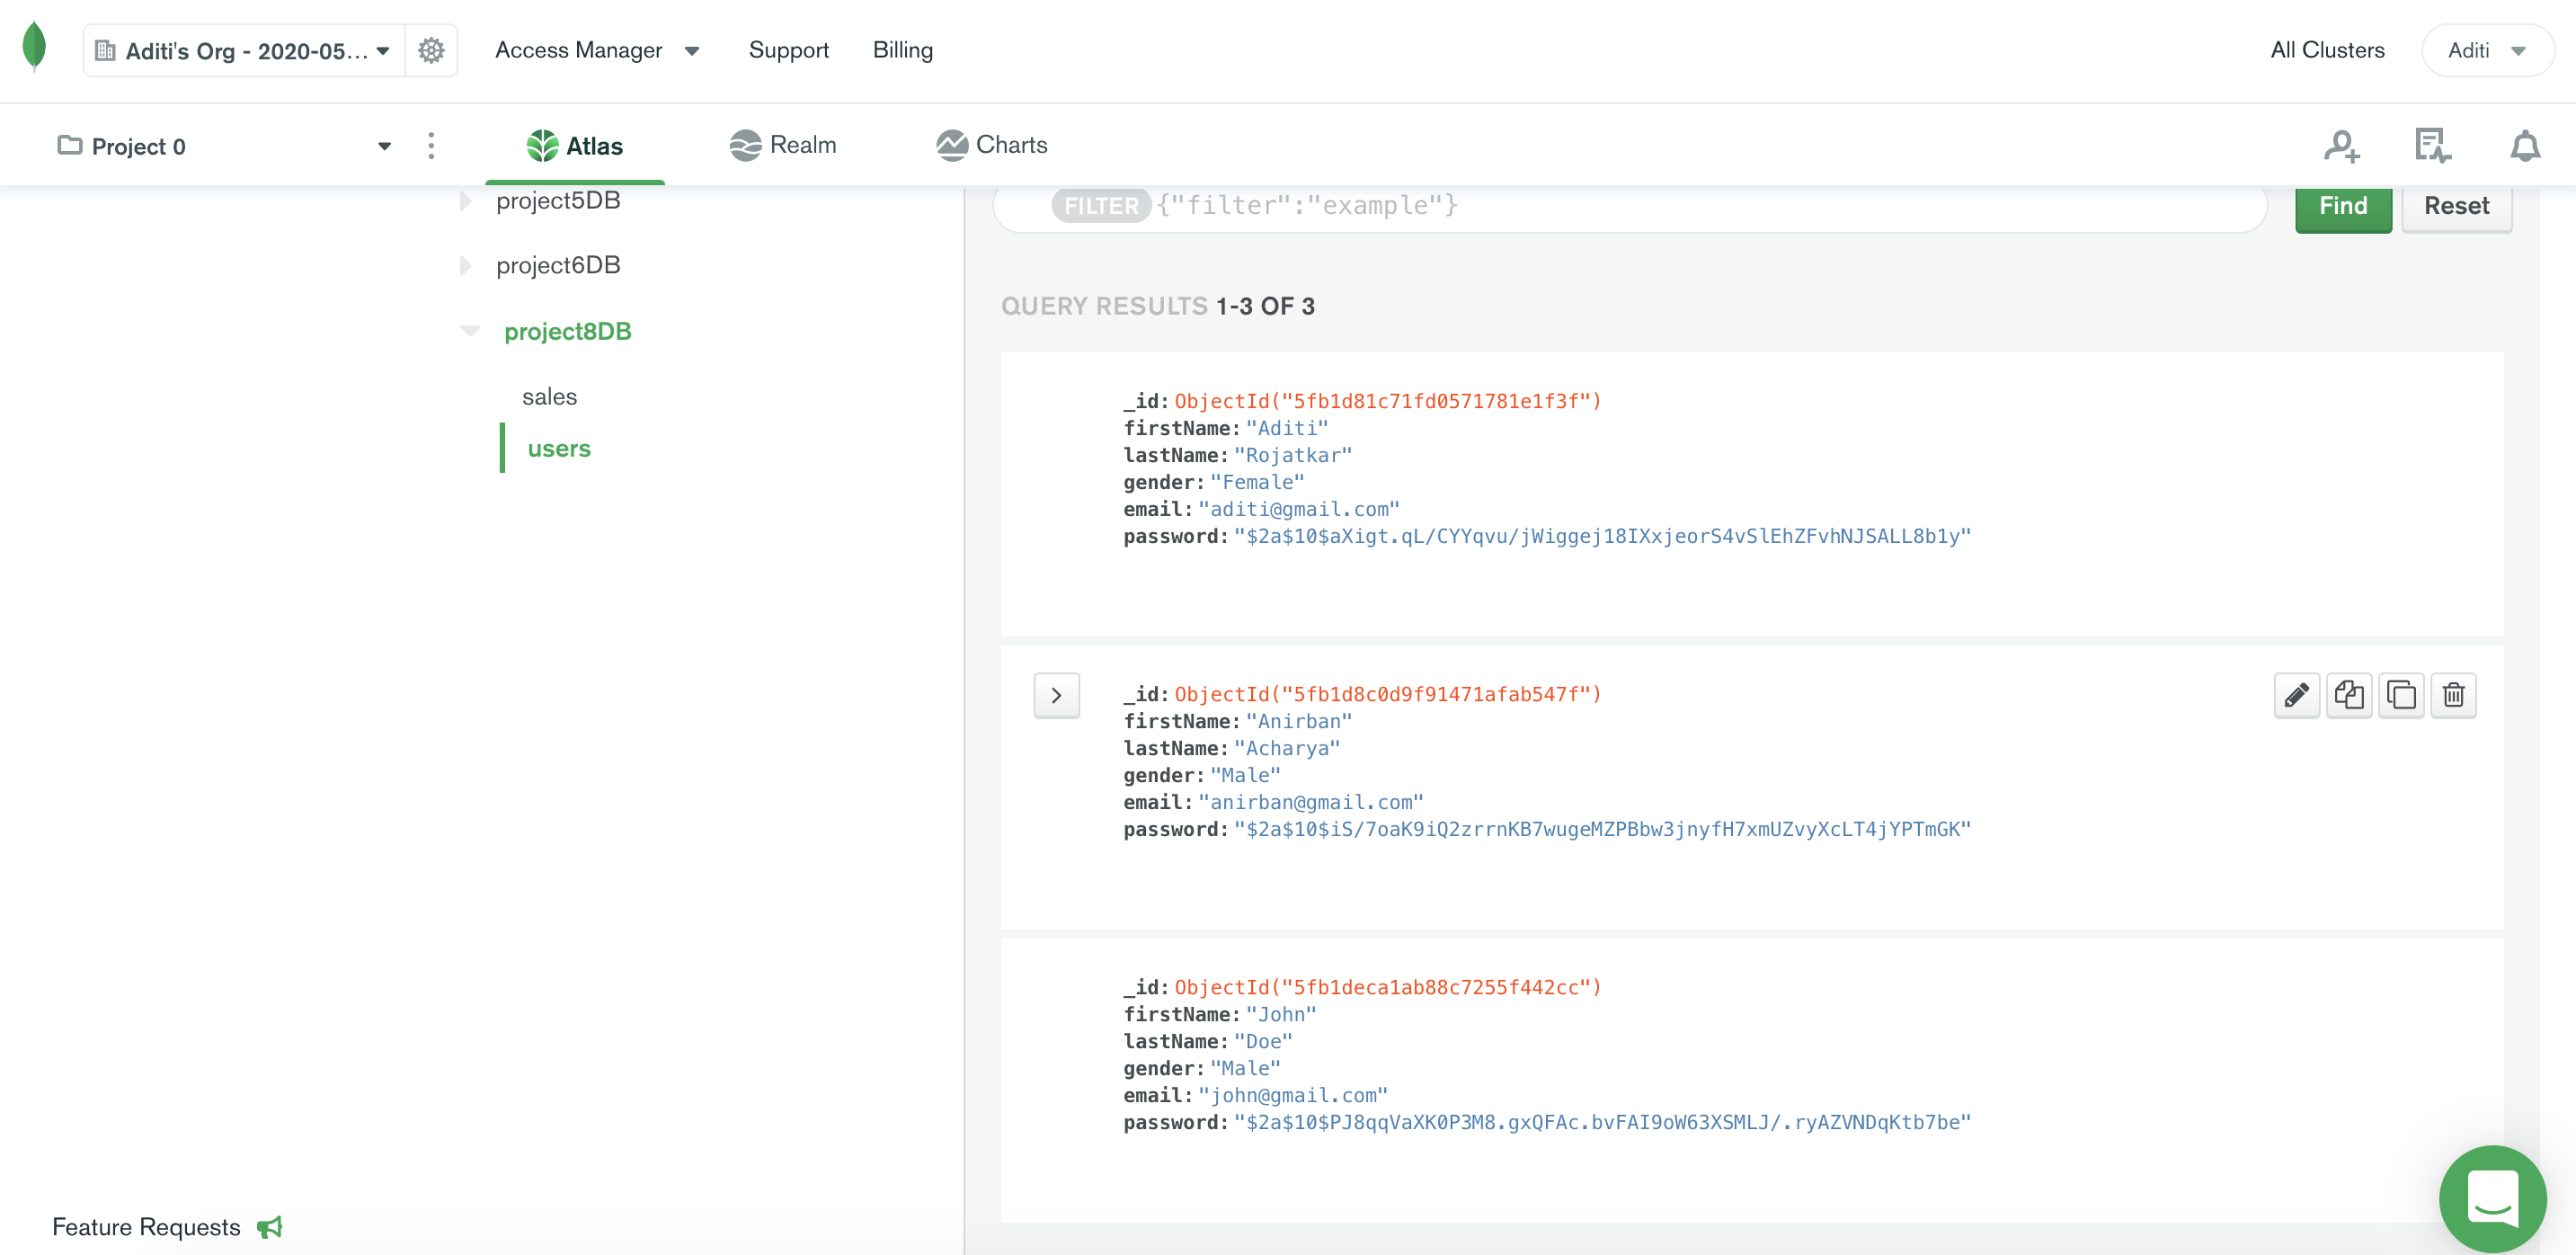 Aditi's Org - 2020-05...
Access Manager
Support
Billing
All Clusters
Aditi
Project 0
Atlas
Realm
Charts
project5DB
project6DB
project8DB
sales
users
Feature Requests
FILTER {"filter":"example"}
Find
Reset
QUERY RESULTS 1-3 OF 3
_id: ObjectId("5fb1d81c71fd0571781e1f3f")
firstName: "Aditi"
lastName: "Rojatkar"
gender: "Female"
email: "aditi@gmail.com"
password: "$2a$10$aXigt.qL/CYYqvu/jWiggej18IXxjeorS4vSlEhZFvhNJSALL8b1y"
_id: ObjectId("5fb1d8c0d9f91471afab547f")
firstName: "Anirban"
lastName: "Acharya"
gender: "Male"
email: "anirban@gmail.com"
password: "$2a$10$iS/7oaK9iQ2zrrnKB7wugeMZPBbw3jnyfH7xmUZvyXcLT4jYPTmGK"
_id: ObjectId("5fb1deca1ab88c7255f442cc")
firstName: "John"
lastName: "Doe"
gender: "Male"
email: "john@gmail.com"
password: "$2a$10$PJ8qqVaXK0P3M8.gxQFAc.bvFAI9oW63XSMLJ/.ryAZVNDqKtb7be"